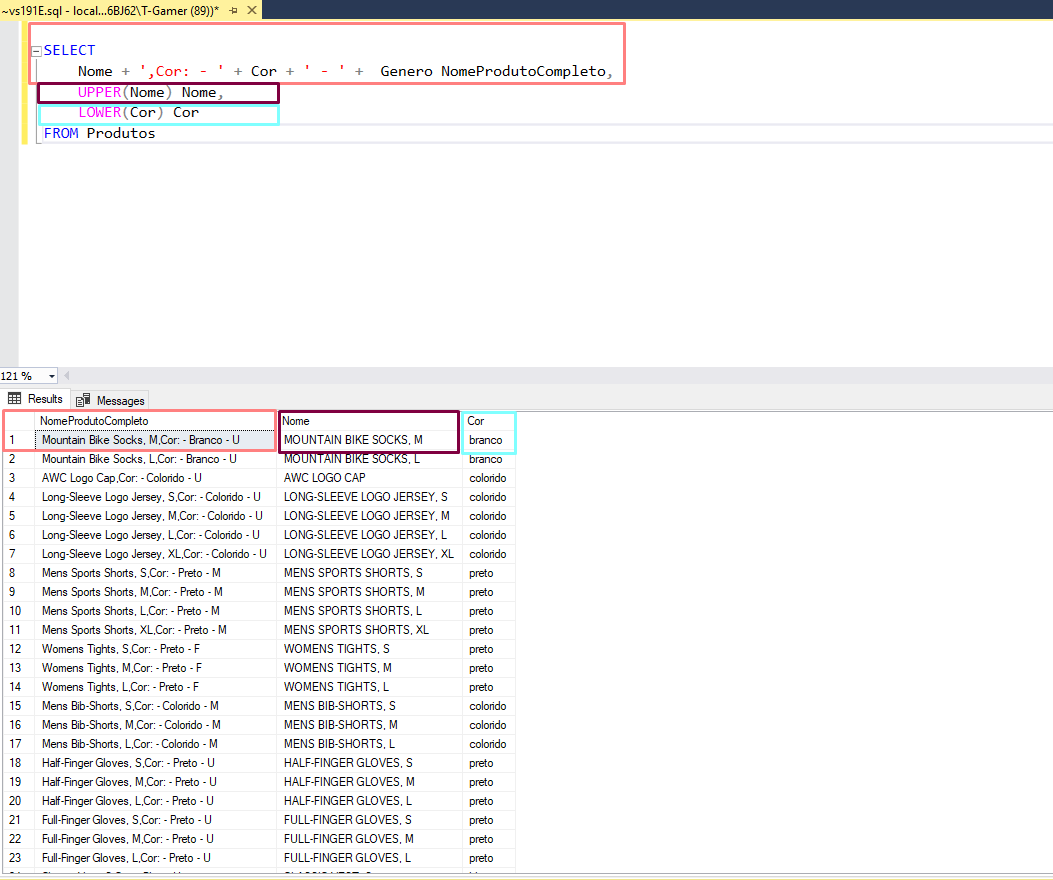 ~vs191E.sql - local...6BJ62\T-Gamer (89))*
SELECT
Nome + ',Cor: - ' + Cor + ' - ' + Genero NomeProdutoCompleto,
UPPER(Nome) Nome,
LOWER(Cor) Cor
FROM Produtos
121 %
Results Messages
NomeProdutoCompleto Nome Cor
1 Mountain Bike Socks, M,Cor: - Branco - U MOUNTAIN BIKE SOCKS, M branco
2 Mountain Bike Socks, L,Cor: - Branco - U MOUNTAIN BIKE SOCKS, L branco
3 AWC Logo Cap,Cor: - Colorido - U AWC LOGO CAP colorido
4 Long-Sleeve Logo Jersey, S,Cor: - Colorido - U LONG-SLEEVE LOGO JERSEY, S colorido
5 Long-Sleeve Logo Jersey, M,Cor: - Colorido - U LONG-SLEEVE LOGO JERSEY, M colorido
6 Long-Sleeve Logo Jersey, L,Cor: - Colorido - U LONG-SLEEVE LOGO JERSEY, L colorido
7 Long-Sleeve Logo Jersey, XL,Cor: - Colorido - U LONG-SLEEVE LOGO JERSEY, XL colorido
8 Mens Sports Shorts, S,Cor: - Preto - M MENS SPORTS SHORTS, S preto
9 Mens Sports Shorts, M,Cor: - Preto - M MENS SPORTS SHORTS, M preto
10 Mens Sports Shorts, L,Cor: - Preto - M MENS SPORTS SHORTS, L preto
11 Mens Sports Shorts, XL,Cor: - Preto - M MENS SPORTS SHORTS, XL preto
12 Womens Tights, S,Cor: - Preto - F WOMENS TIGHTS, S preto
13 Womens Tights, M,Cor: - Preto - F WOMENS TIGHTS, M preto
14 Womens Tights, L,Cor: - Preto - F WOMENS TIGHTS, L preto
15 Mens Bib-Shorts, S,Cor: - Colorido - M MENS BIB-SHORTS, S colorido
16 Mens Bib-Shorts, M,Cor: - Colorido - M MENS BIB-SHORTS, M colorido
17 Mens Bib-Shorts, L,Cor: - Colorido - M MENS BIB-SHORTS, L colorido
18 Half-Finger Gloves, S,Cor: - Preto - U HALF-FINGER GLOVES, S preto
19 Half-Finger Gloves, M,Cor: - Preto - U HALF-FINGER GLOVES, M preto
20 Half-Finger Gloves, L,Cor: - Preto - U HALF-FINGER GLOVES, L preto
21 Full-Finger Gloves, S,Cor: - Preto - U FULL-FINGER GLOVES, S preto
22 Full-Finger Gloves, M,Cor: - Preto - U FULL-FINGER GLOVES, M preto
23 Full-Finger Gloves, L,Cor: - Preto - U FULL-FINGER GLOVES, L preto